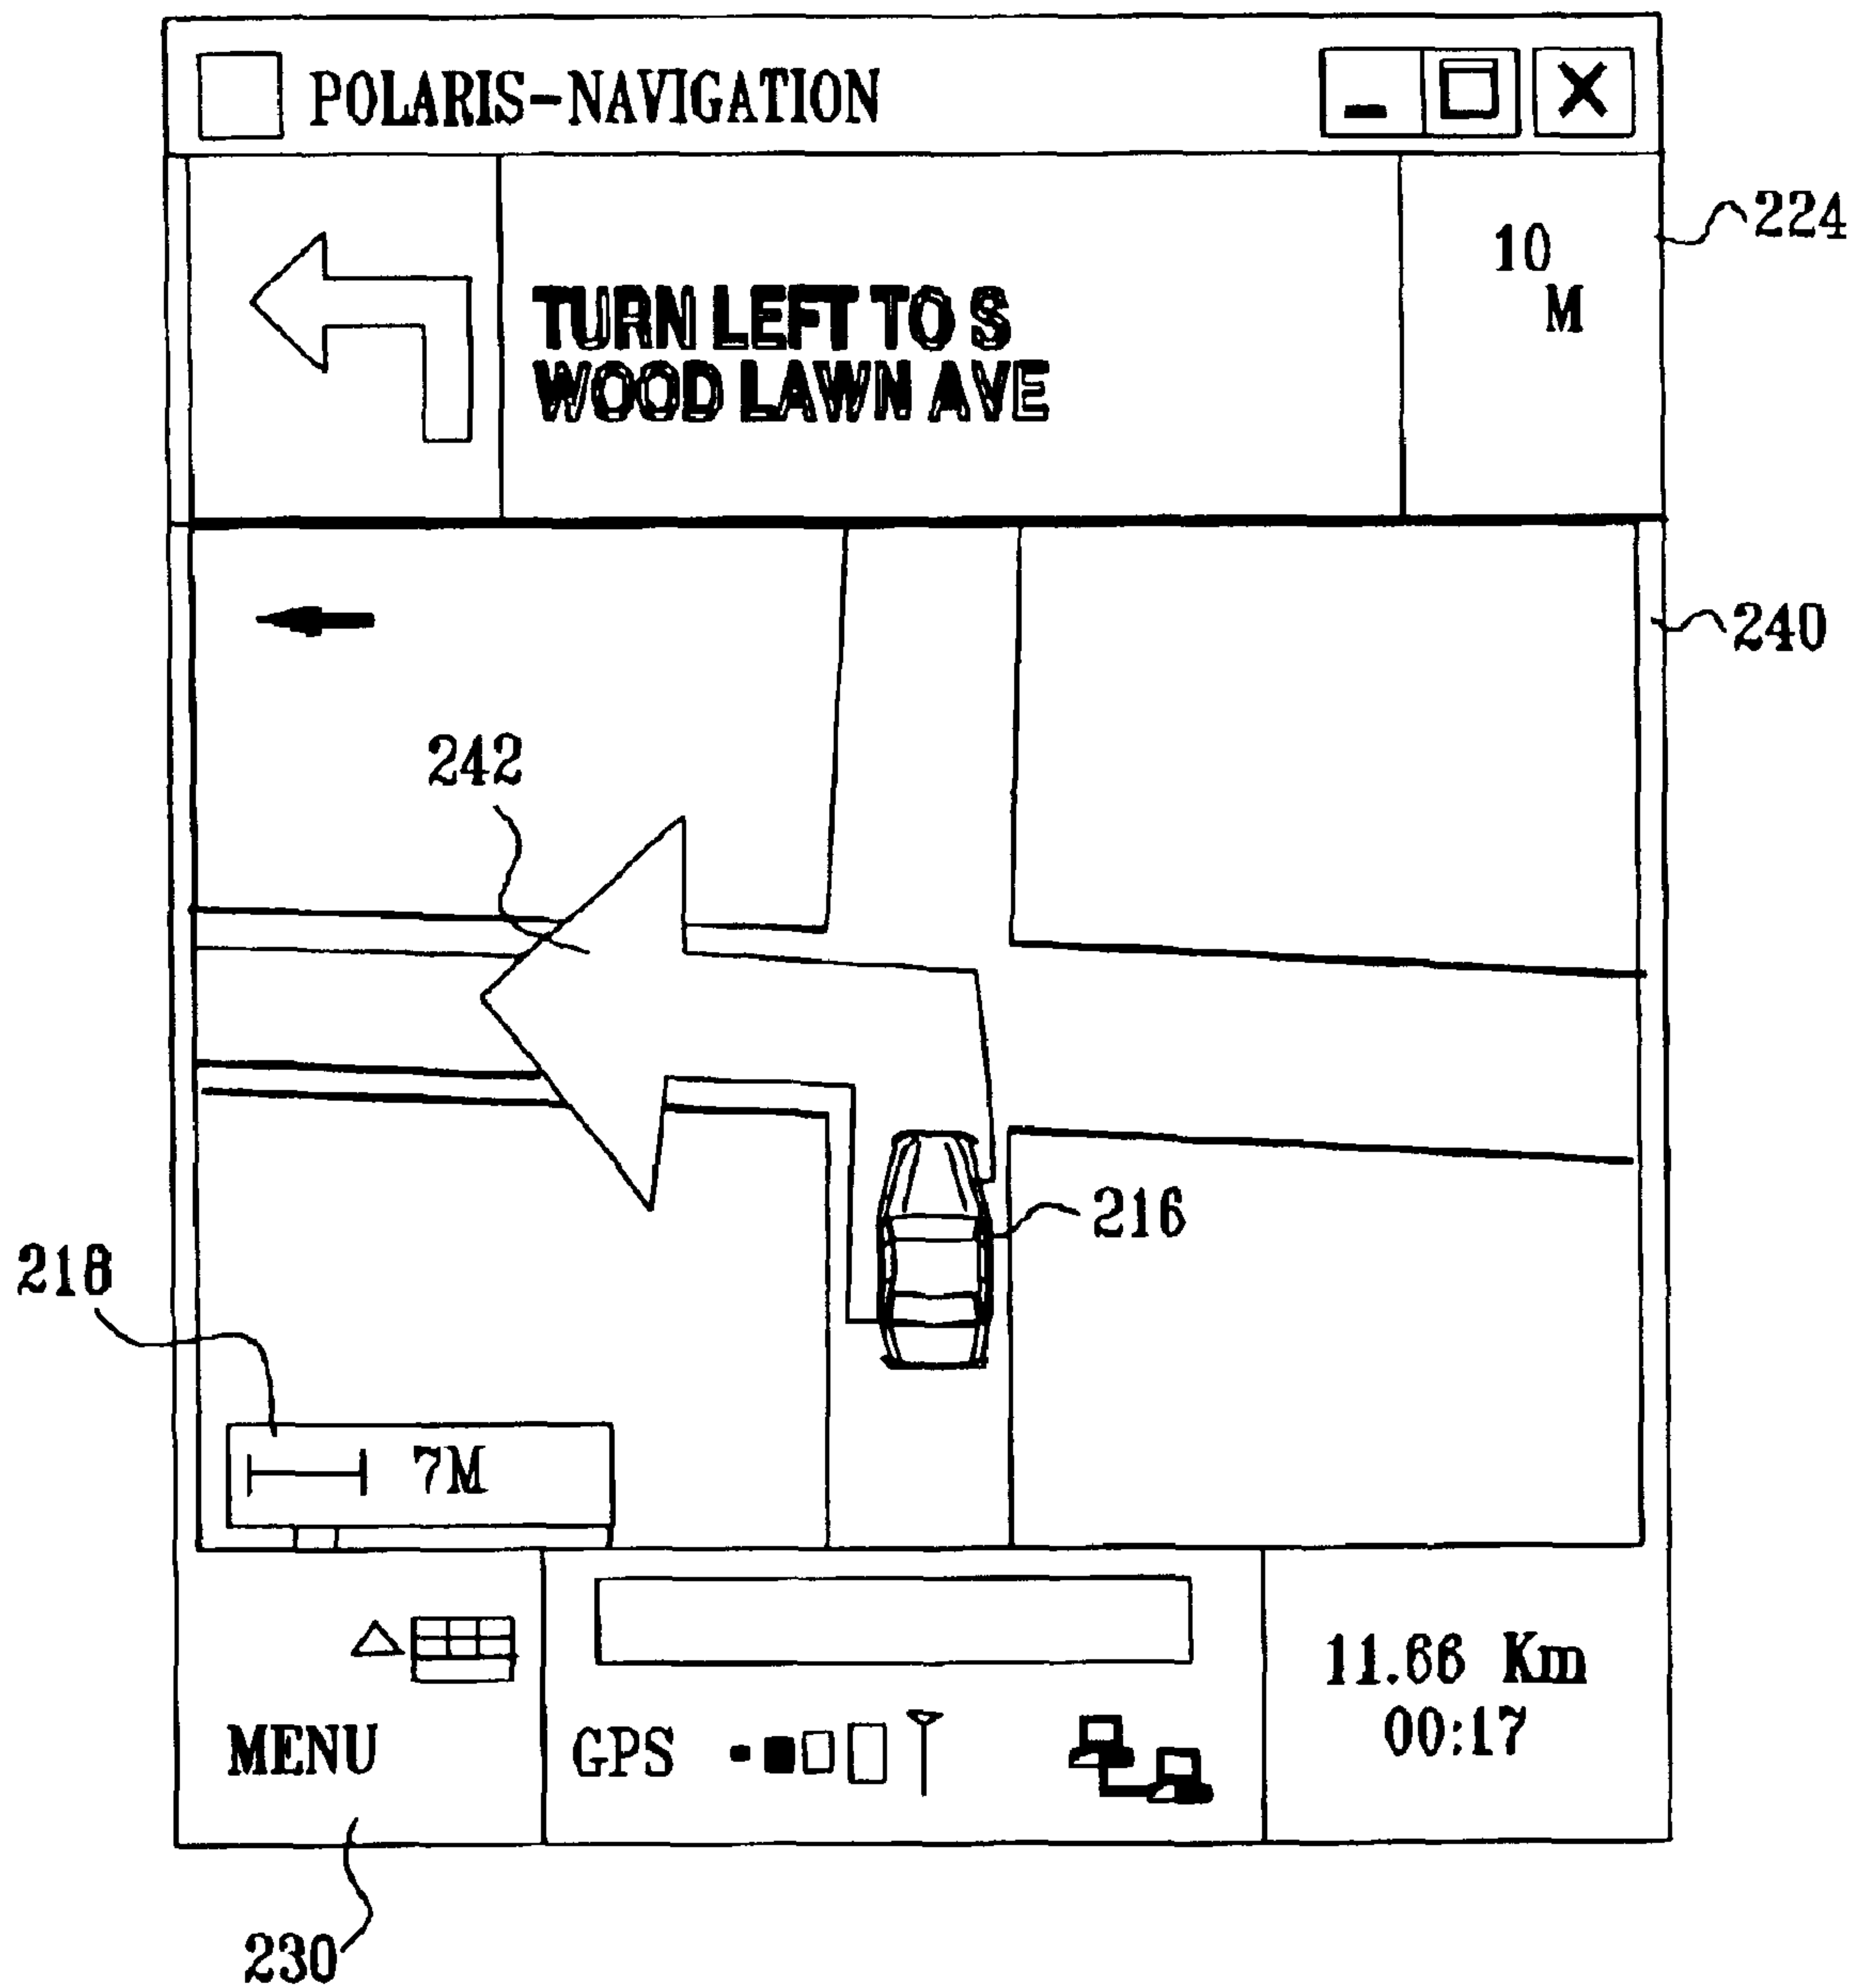 POLARIS-NAVIGATION
224
10
M
TURN LEFT TO S
WOOD LAWN AVE
240
242
216
218
7M
11.66 Km
00:17
MENU
GPS
230